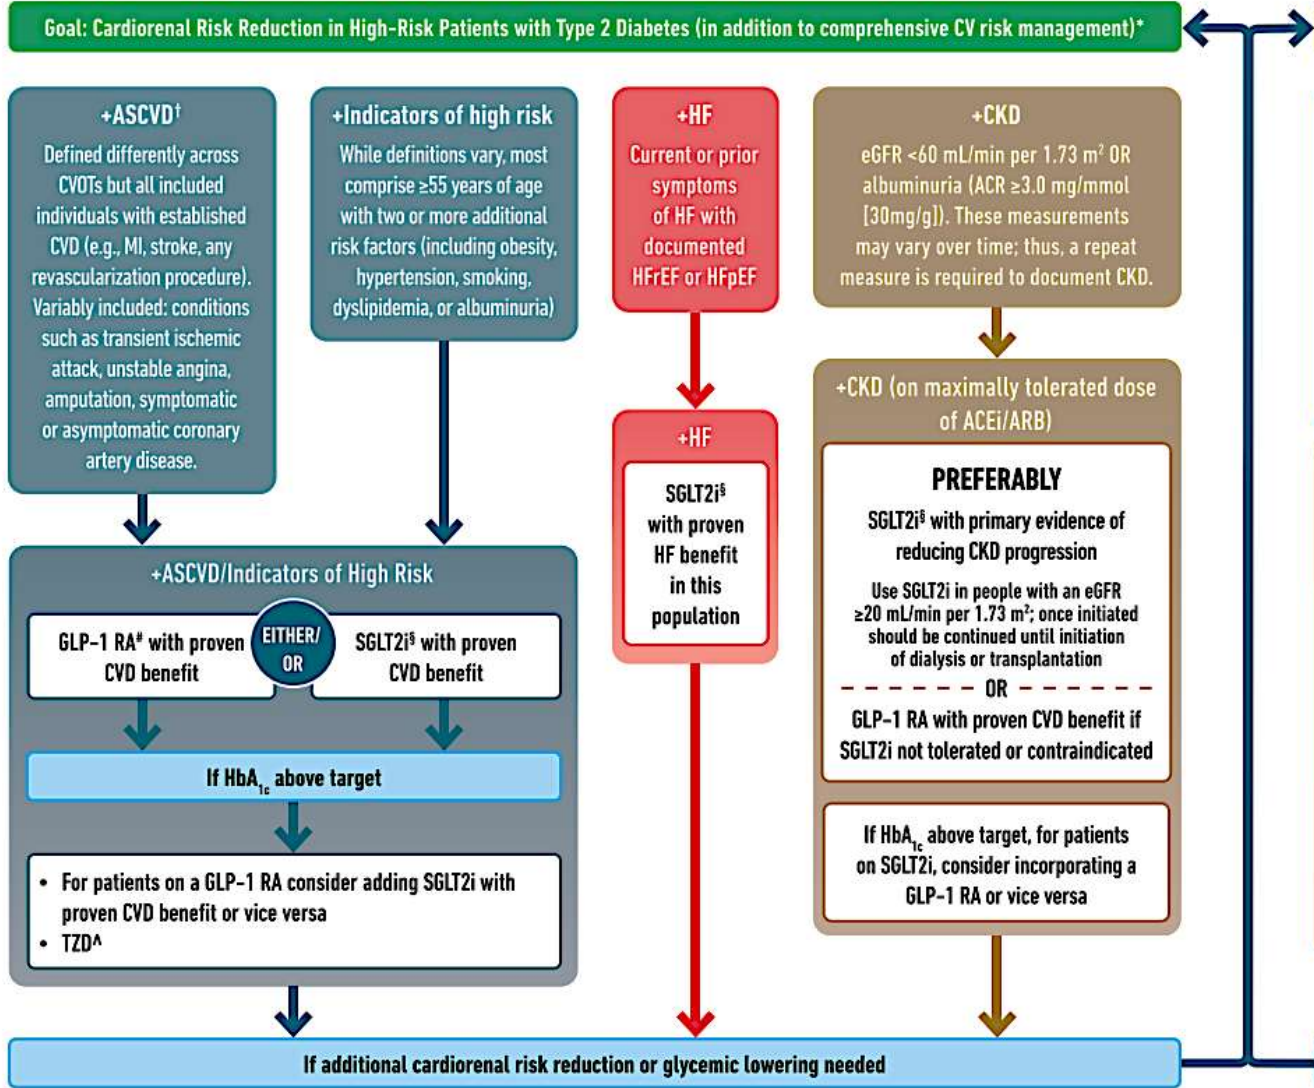 Goal: Cardiorenal Risk Reduction in High-Risk Patients with Type 2 Diabetes (in addition to comprehensive CV risk management)*
+ASCVD†
Defined differently across
CVOTs but all included
individuals with established
CVD (e.g., MI, stroke, any
revascularization procedure).
Variably included: conditions
such as transient ischemic
attack, unstable angina,
amputation, symptomatic
or asymptomatic coronary
artery disease.
+Indicators of high risk
While definitions vary, most
comprise ≥55 years of age
with two or more additional
risk factors (including obesity,
hypertension, smoking,
dyslipidemia, or albuminuria)
+HF
Current or prior
symptoms
of HF with
documented
HFrEF or HFpEF
+CKD
eGFR <60 mL/min per 1.73 m² OR
albuminuria (ACR ≥3.0 mg/mmol
[30mg/g]). These measurements
may vary over time; thus, a repeat
measure is required to document CKD.
+ASCVD/Indicators of High Risk
GLP-1 RA# with proven
CVD benefit
EITHER/
OR
SGLT2i§ with proven
CVD benefit
If HbA1c above target
• For patients on a GLP-1 RA consider adding SGLT2i with
proven CVD benefit or vice versa
• TZD^
+HF
SGLT2i§
with proven
HF benefit
in this
population
+CKD (on maximally tolerated dose
of ACEi/ARB)
PREFERABLY
SGLT2i§ with primary evidence of
reducing CKD progression
Use SGLT2i in people with an eGFR
≥20 mL/min per 1.73 m²; once initiated
should be continued until initiation
of dialysis or transplantation
OR
GLP-1 RA with proven CVD benefit if
SGLT2i not tolerated or contraindicated
If HbA1c above target, for patients
on SGLT2i, consider incorporating a
GLP-1 RA or vice versa
If additional cardiorenal risk reduction or glycemic lowering needed